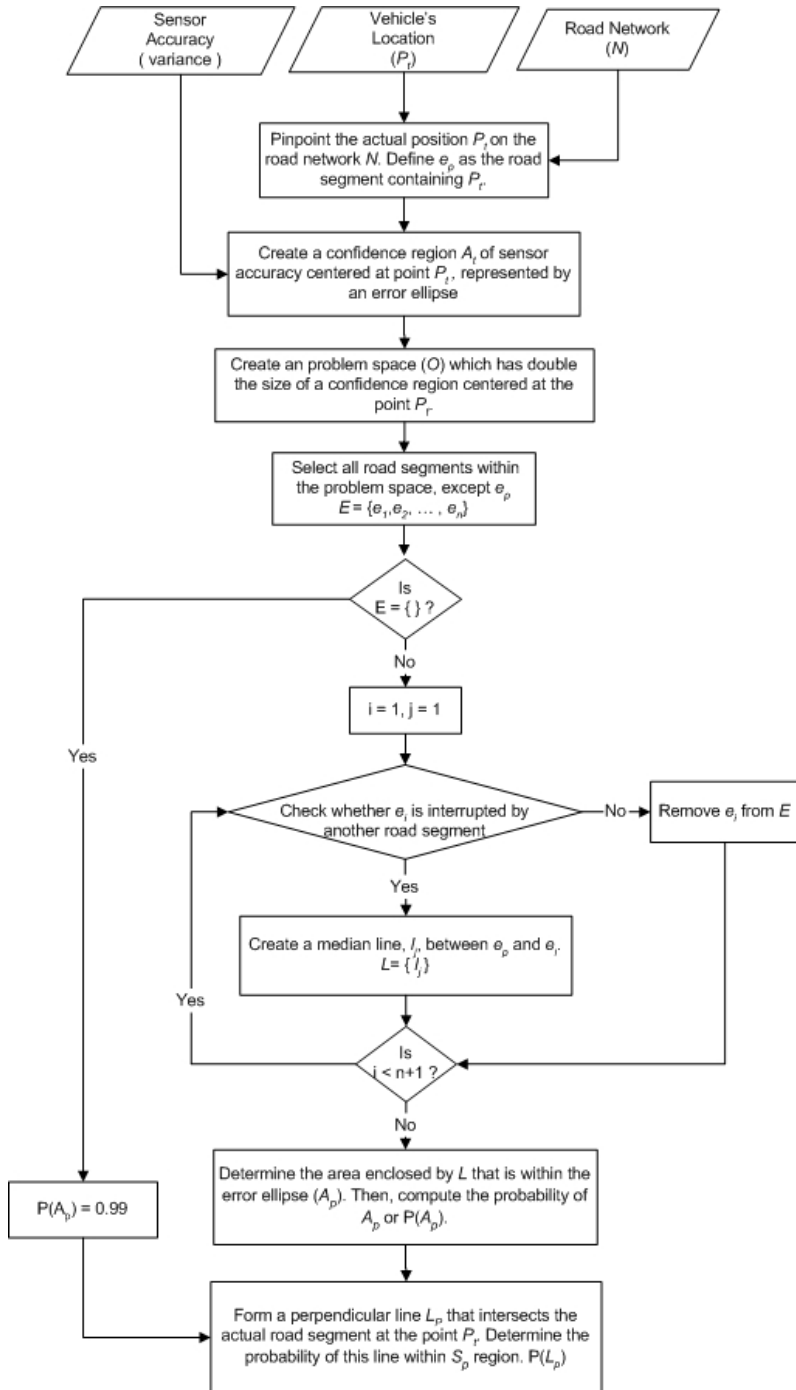 Sensor
Accuracy
( variance )
Vehicle's
Location
(Pr)
Road Network
(N)
Pinpoint the actual position Pt on the
road network N. Define ep as the road
segment containing Pt.
Create a confidence region At of sensor
accuracy centered at point Pt , represented by
an error ellipse
Create an problem space (O) which has double
the size of a confidence region centered at the
point Pr
Select all road segments within
the problem space, except ep
E = {e1,e2, … , en}
Is
E = { } ?
No
i = 1, j = 1
Yes
Check whether ei is interrupted by
another road segment
No
Remove ei from E
Yes
Create a median line, lj, between ep and ei.
L= { lj }
Yes
Is
i < n+1 ?
No
Determine the area enclosed by L that is within the
error ellipse (Ap). Then, compute the probability of
Ap or P(Ap).
P(Ap) = 0.99
Form a perpendicular line LP that intersects the
actual road segment at the point Pt. Determine the
probability of this line within Sp region. P(Lp)